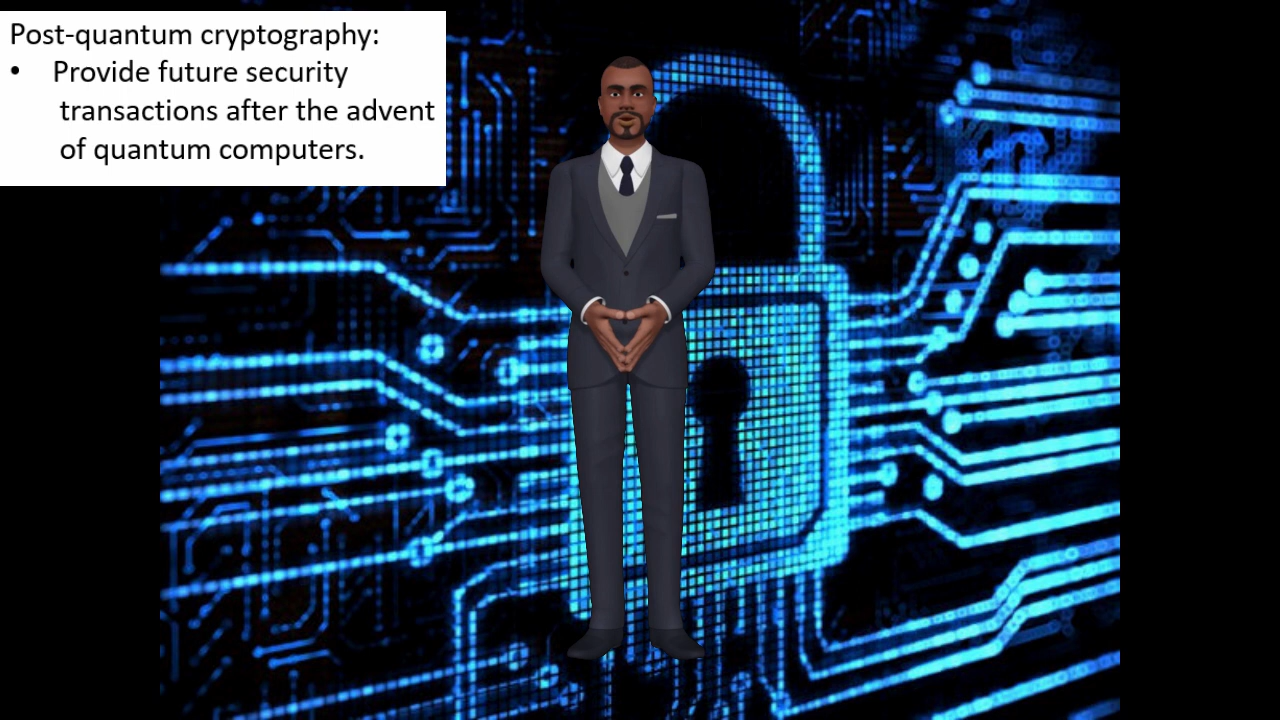 Post-quantum cryptography:
• Provide future security
transactions after the advent
of quantum computers.